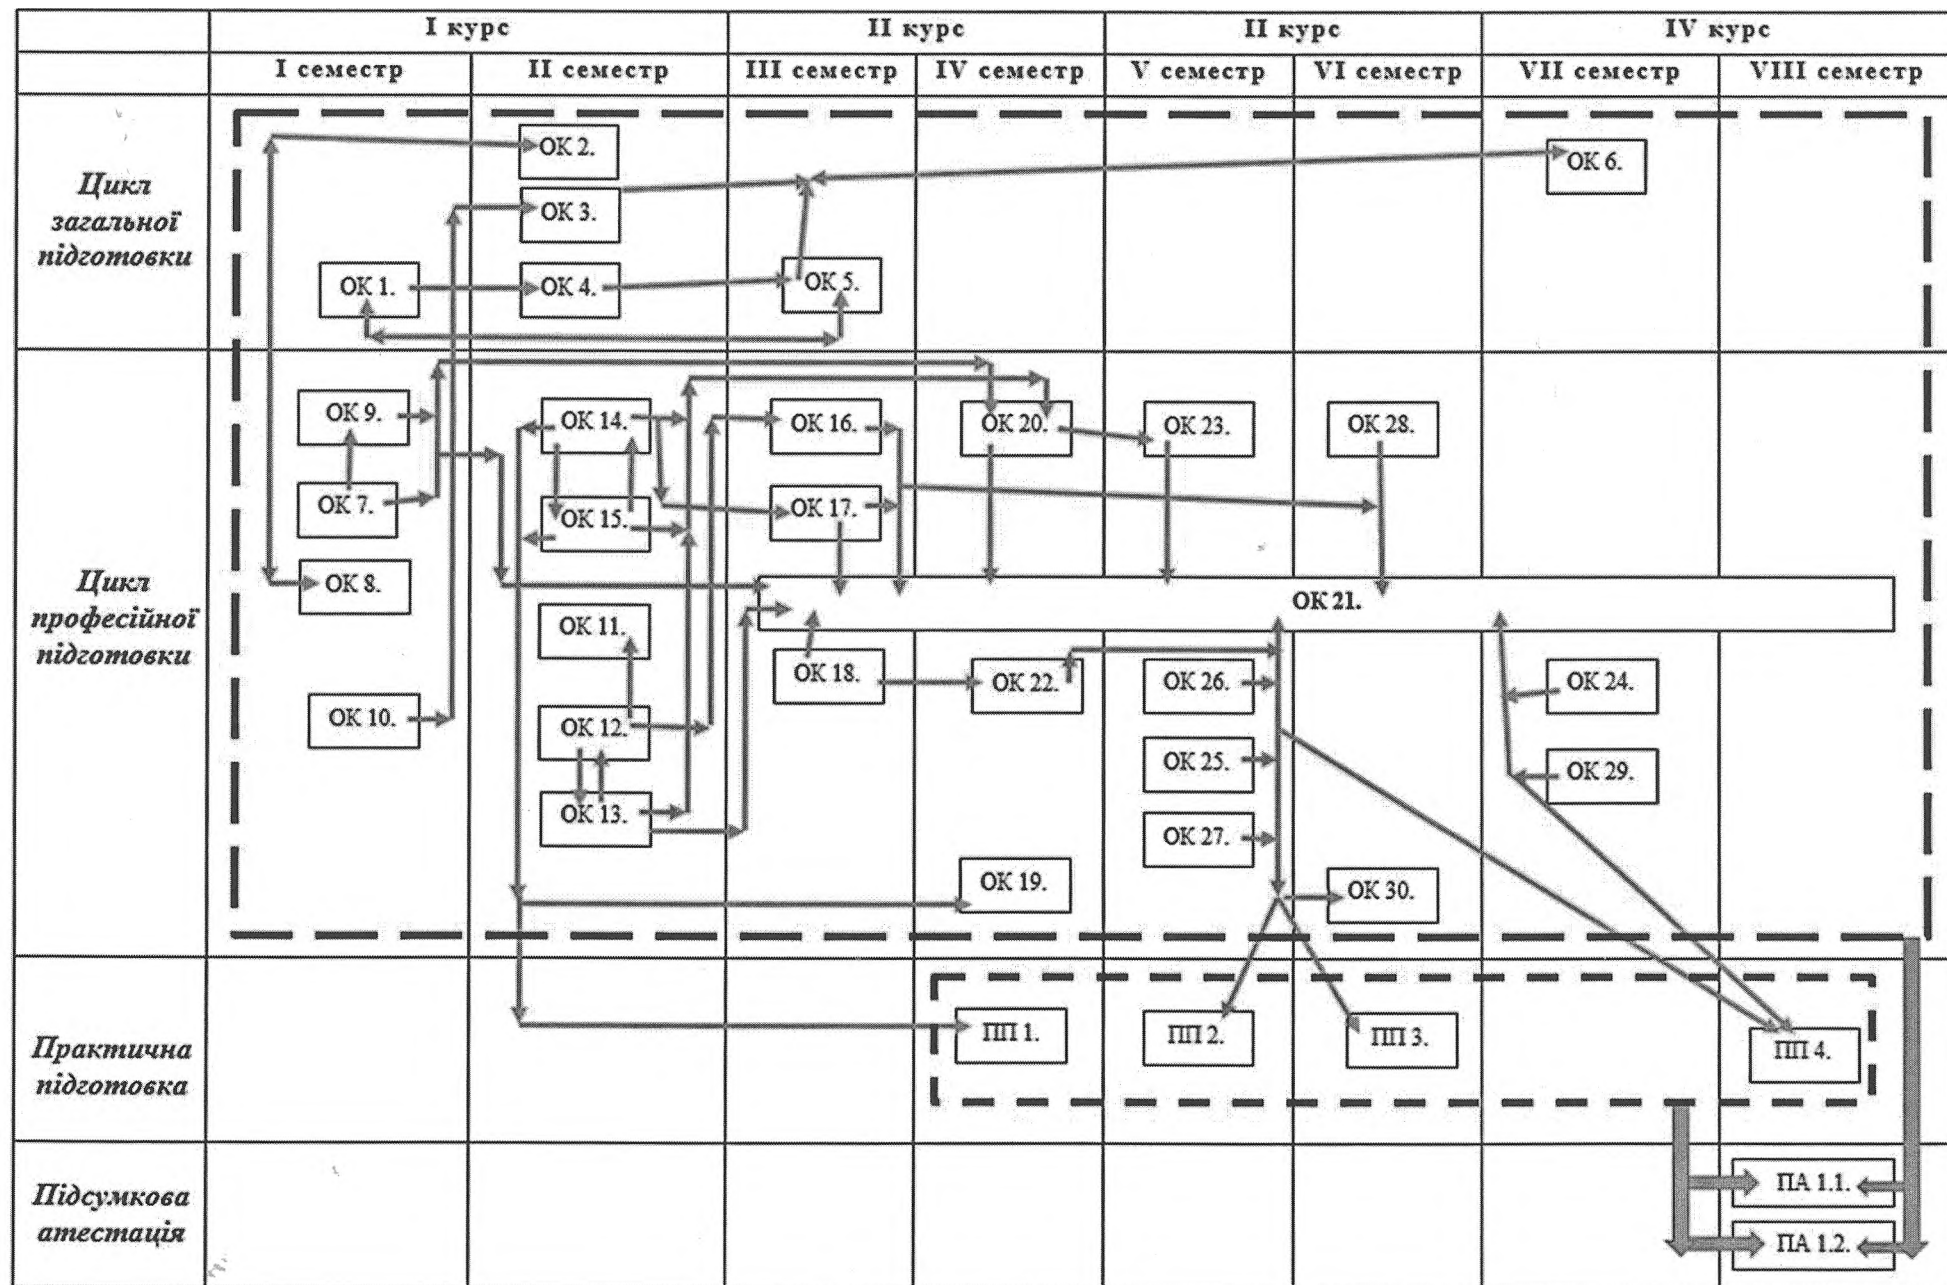 I курс
II курс
II курс
IV курс
I семестр
II семестр
III семестр
IV семестр
V семестр
VI семестр
VII семестр
VIII семестр
Цикл
загальної
підготовки
ОК 2.
ОК 3.
ОК 1.
ОК 4.
ОК 5.
ОК 6.
Цикл
професійної
підготовки
ОК 9.
ОК 7.
ОК 8.
ОК 10.
ОК 14.
ОК 15.
ОК 11.
ОК 12.
ОК 13.
ОК 16.
ОК 17.
ОК 20.
ОК 23.
ОК 28.
ОК 21.
ОК 18.
ОК 22.
ОК 19.
ОК 26.
ОК 25.
ОК 27.
ОК 30.
ОК 24.
ОК 29.
Практична
підготовка
ПП 1.
ПП 2.
ПП 3.
ПП 4.
Підсумкова
атестація
ПА 1.1.
ПА 1.2.